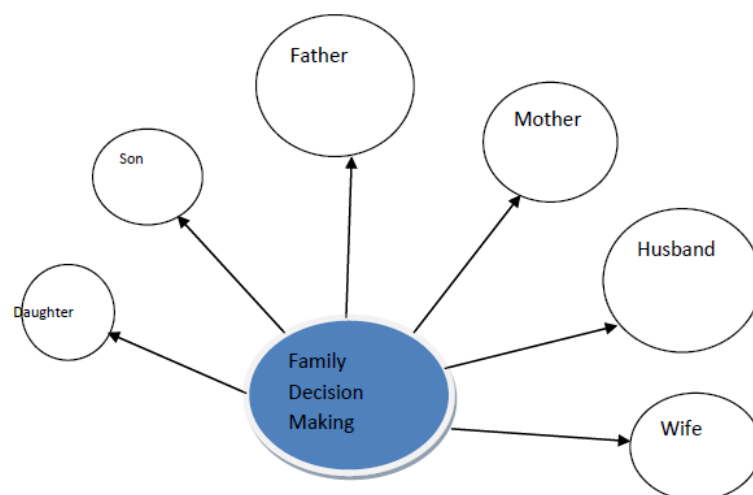 Father
Mother
Son
Husband
Daughter
Family
Decision
Making
Wife